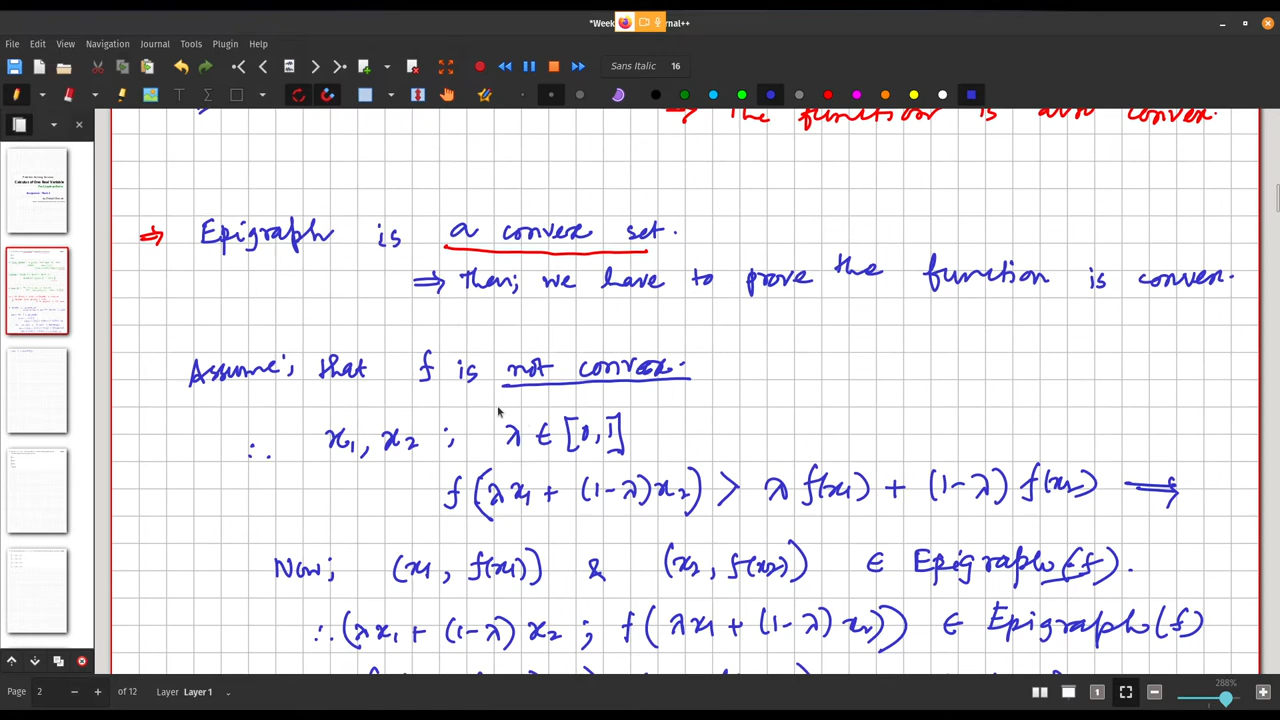 *Week
rnal++
File Edit View Navigation Journal Tools Plugin Help
Sans Italic 16
⇒ the function is also convex.
⇒ Epigraph is a convex set.
⇒ then; we have to prove the function is convex.
Assume; that f is not convex.
∴ x1, x2 ; λ ∈ [0,1]
f(λx1 + (1-λ)x2) > λ f(x1) + (1-λ) f(x2) ⟹
Now; (x1, f(x1)) & (x2, f(x2)) ∈ Epigraph(f).
∴ (λx1 + (1-λ) x2 ; f(λx1 + (1-λ) x2)) ∈ Epigraph(f)
Page 2 of 12 Layer Layer 1
288%